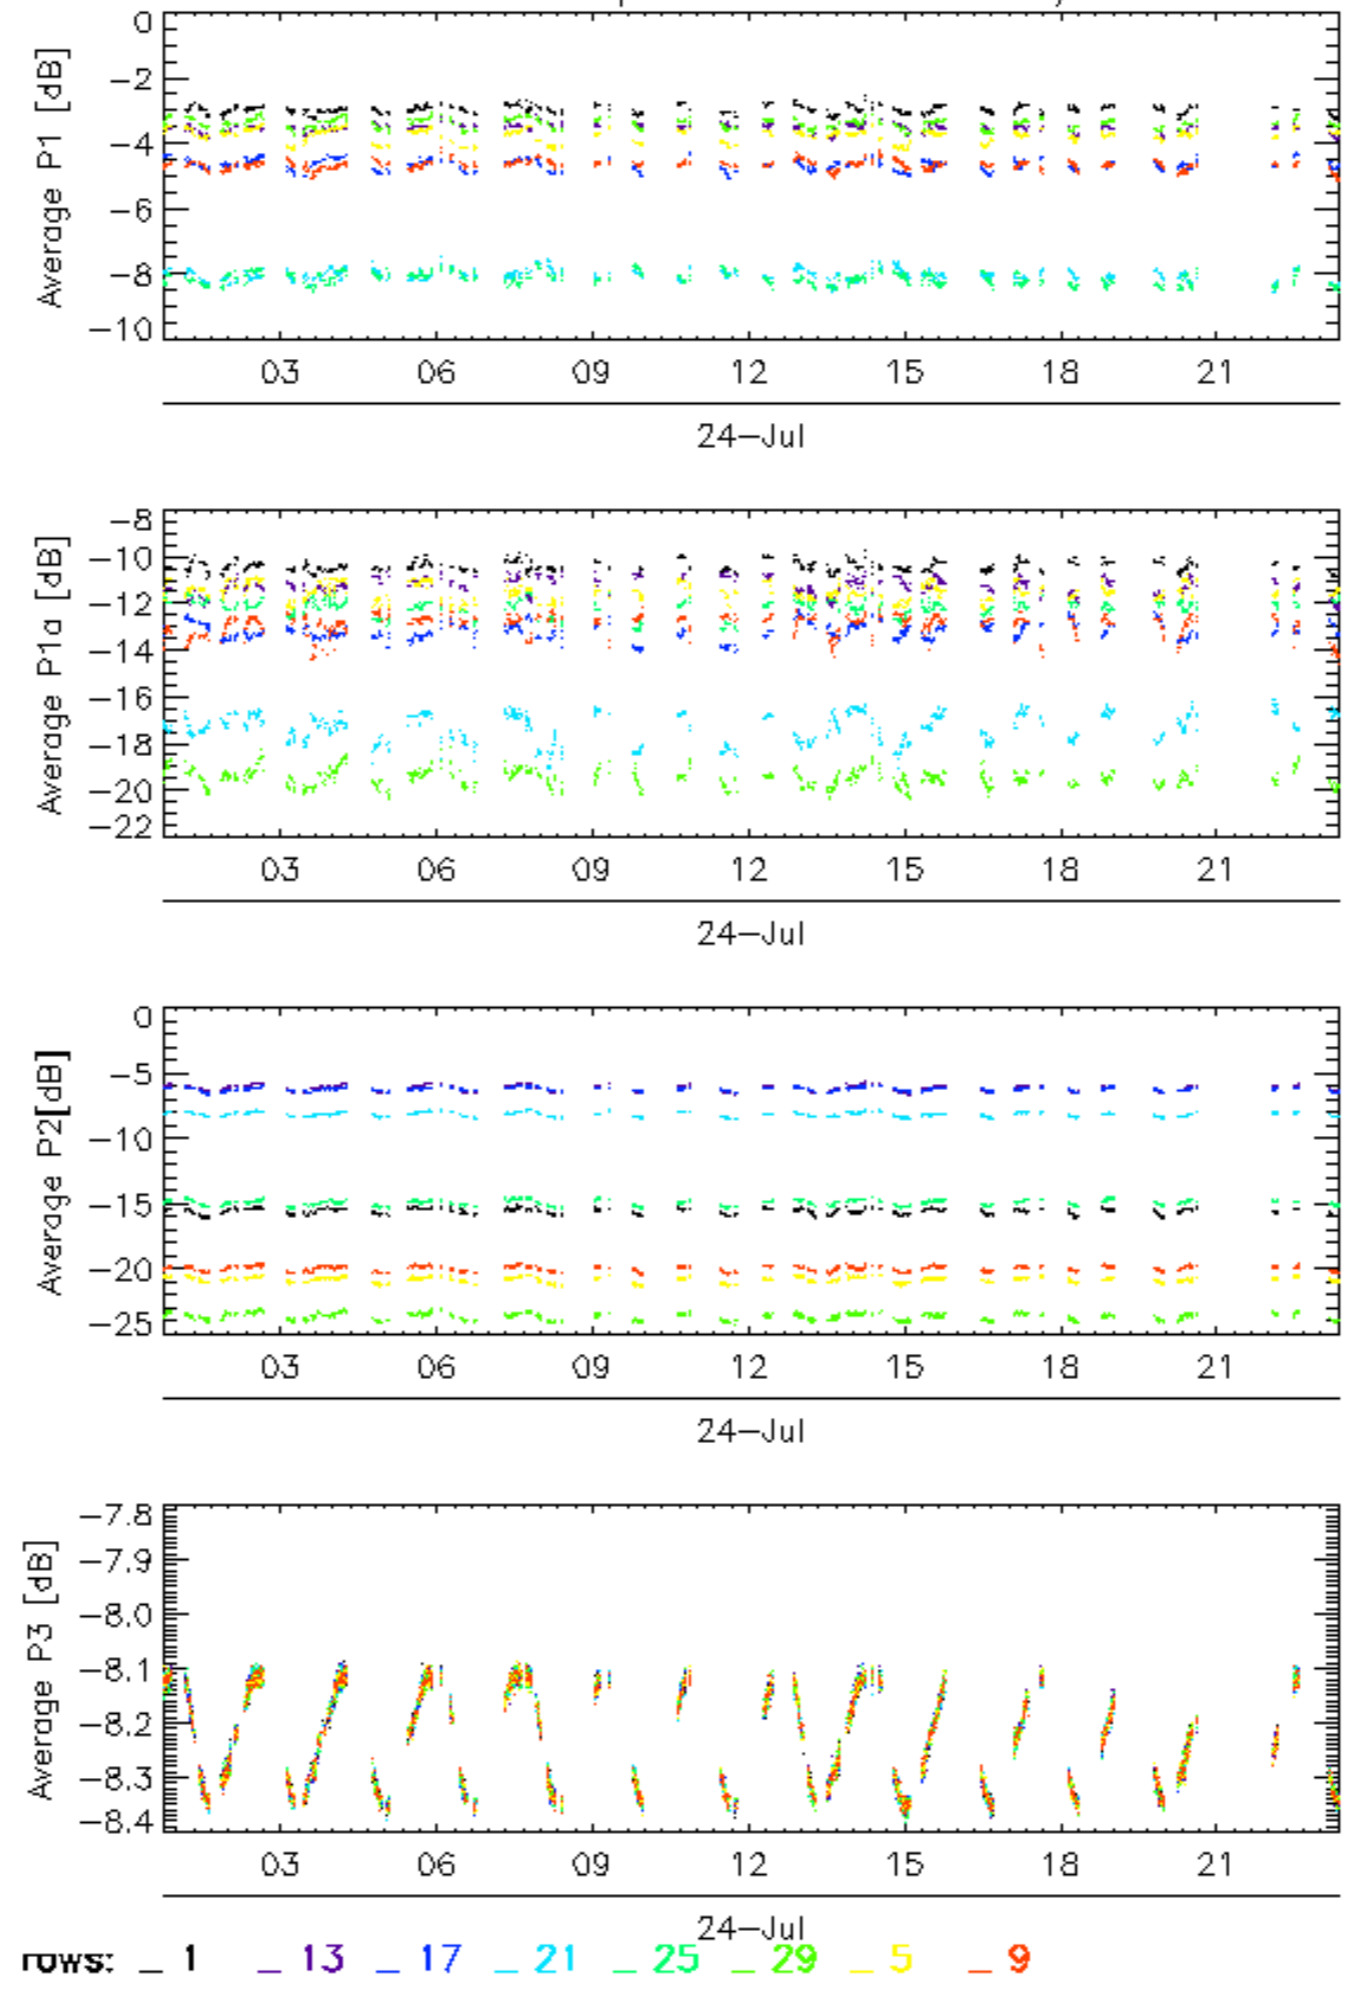 0
−2
−4
−6
−8
−10
Average P1 [dB]
03 06 09 12 15 18 21
24−Jul
−8
−10
−12
−14
−16
−18
−20
−22
Average P1a [dB]
03 06 09 12 15 18 21
24−Jul
0
−5
−10
−15
−20
−25
Average P2[dB]
03 06 09 12 15 18 21
24−Jul
−7.8
−7.9
−8.0
−8.1
−8.2
−8.3
−8.4
Average P3 [dB]
03 06 09 12 15 18 21
24−Jul
rows: _ 1 _ 13 _ 17 _ 21 _ 25 _ 29 _ 5 _ 9